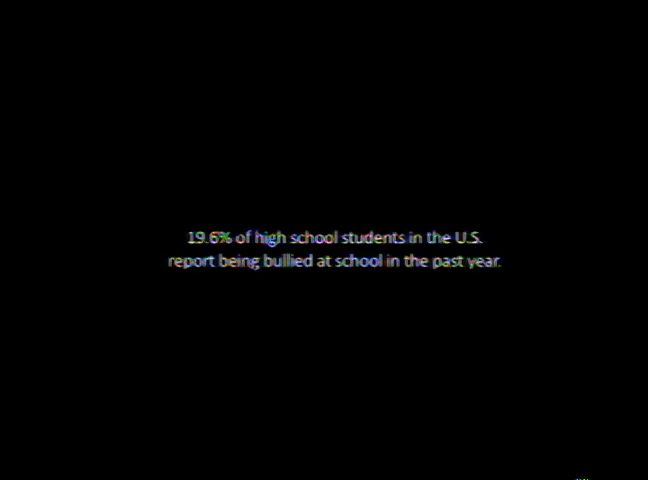 19.6% of high school students in the U.S.
report being bullied at school in the past year.